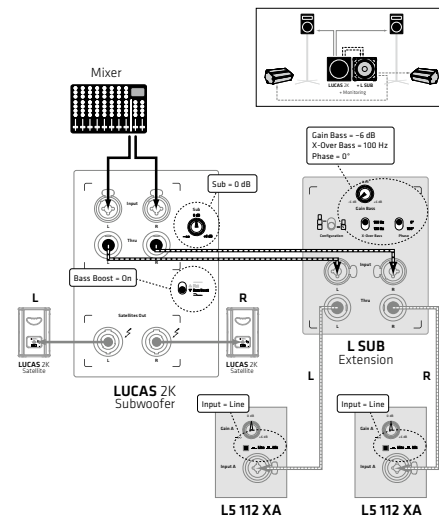 LUCAS 2K + L SUB
+ Monitoring
Mixer
Gain Bass = –6 dB
X-Over Bass = 100 Hz
Phase = 0°
Sub = 0 dB
Sub
0 dB
Input
L R
Thru
Gain Bass
Configuration X-Over Bass Phase
Input
L R
Thru
L R
Bass Boost = On
Satellites Out
L R
L
R
LUCAS 2K
Satellite
LUCAS 2K
Satellite
LUCAS 2K
Subwoofer
L SUB
Extension
L
R
Input = Line
Input = Line
Gain A
Gain A
Input A
Input A
L5 112 XA
L5 112 XA